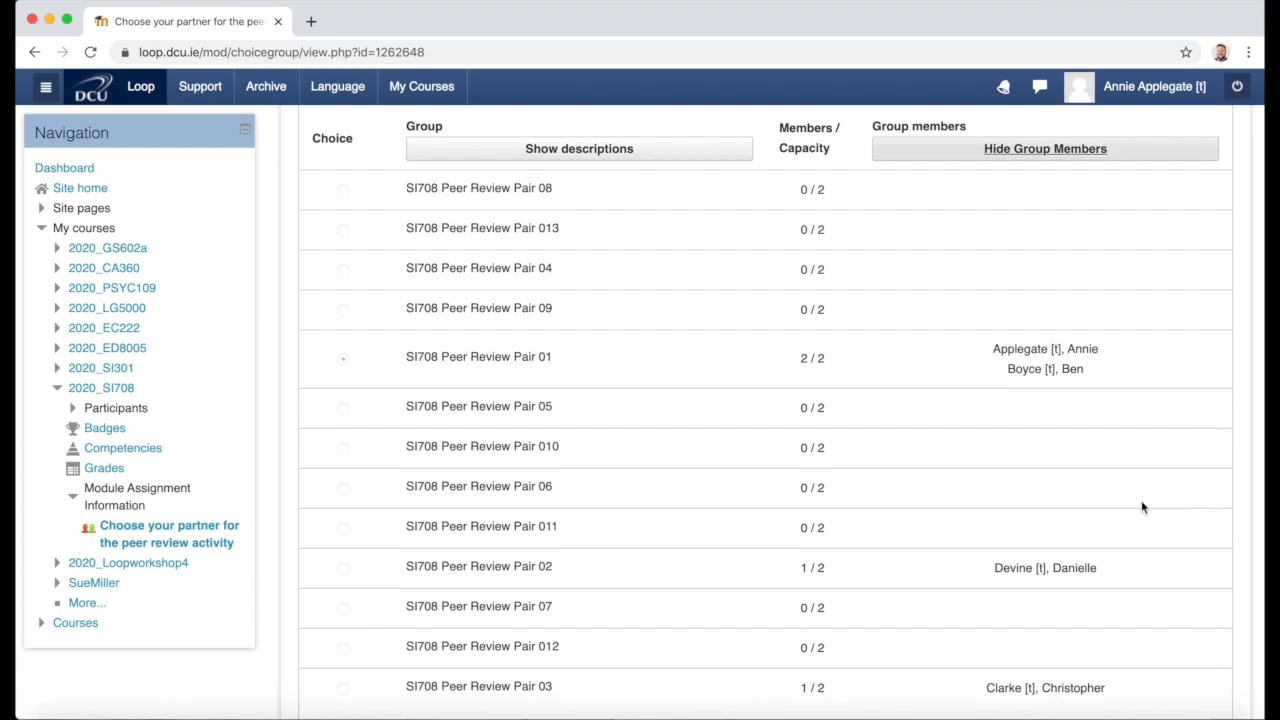 Choose your partner for the pee
loop.dcu.ie/mod/choicegroup/view.php?id=1262648
DCU Loop Support Archive Language My Courses Annie Applegate [t]
Navigation
Dashboard
Site home
Site pages
My courses
2020_GS602a
2020_CA360
2020_PSYC109
2020_LG5000
2020_EC222
2020_ED8005
2020_SI301
2020_SI708
Participants
Badges
Competencies
Grades
Module Assignment
Information
Choose your partner for
the peer review activity
2020_Loopworkshop4
SueMiller
More...
Courses
Choice
Group
Show descriptions
Members /
Capacity
Group members
Hide Group Members
SI708 Peer Review Pair 08 0 / 2
SI708 Peer Review Pair 013 0 / 2
SI708 Peer Review Pair 04 0 / 2
SI708 Peer Review Pair 09 0 / 2
SI708 Peer Review Pair 01 2 / 2 Applegate [t], Annie
Boyce [t], Ben
SI708 Peer Review Pair 05 0 / 2
SI708 Peer Review Pair 010 0 / 2
SI708 Peer Review Pair 06 0 / 2
SI708 Peer Review Pair 011 0 / 2
SI708 Peer Review Pair 02 1 / 2 Devine [t], Danielle
SI708 Peer Review Pair 07 0 / 2
SI708 Peer Review Pair 012 0 / 2
SI708 Peer Review Pair 03 1 / 2 Clarke [t], Christopher